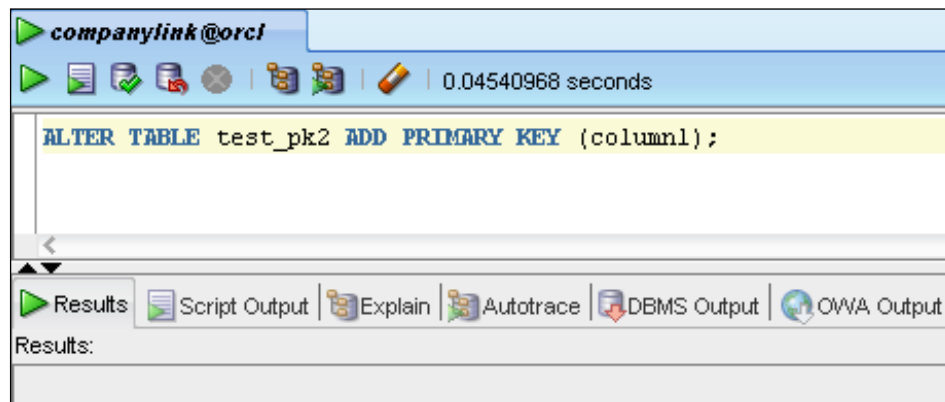 companylink@orcl
0.04540968 seconds
ALTER TABLE test_pk2 ADD PRIMARY KEY (column1);
Results Script Output Explain Autotrace DBMS Output OWA Output
Results: